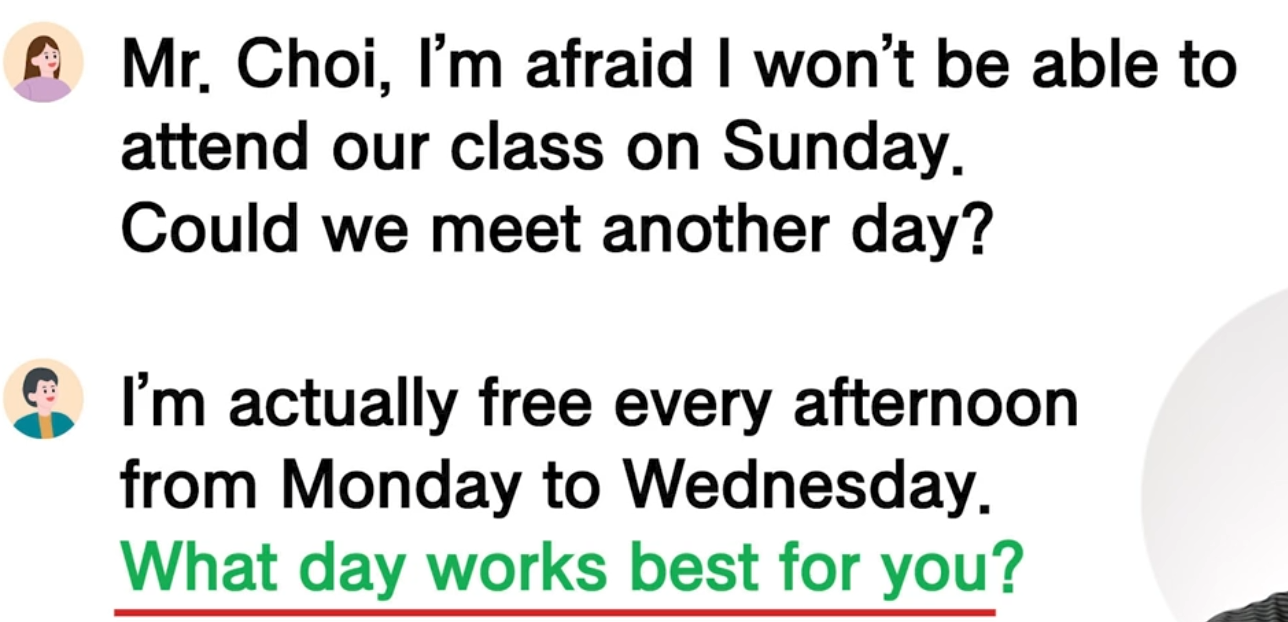 Mr. Choi, I'm afraid I won't be able to
attend our class on Sunday.
Could we meet another day?
I'm actually free every afternoon
from Monday to Wednesday.
What day works best for you?